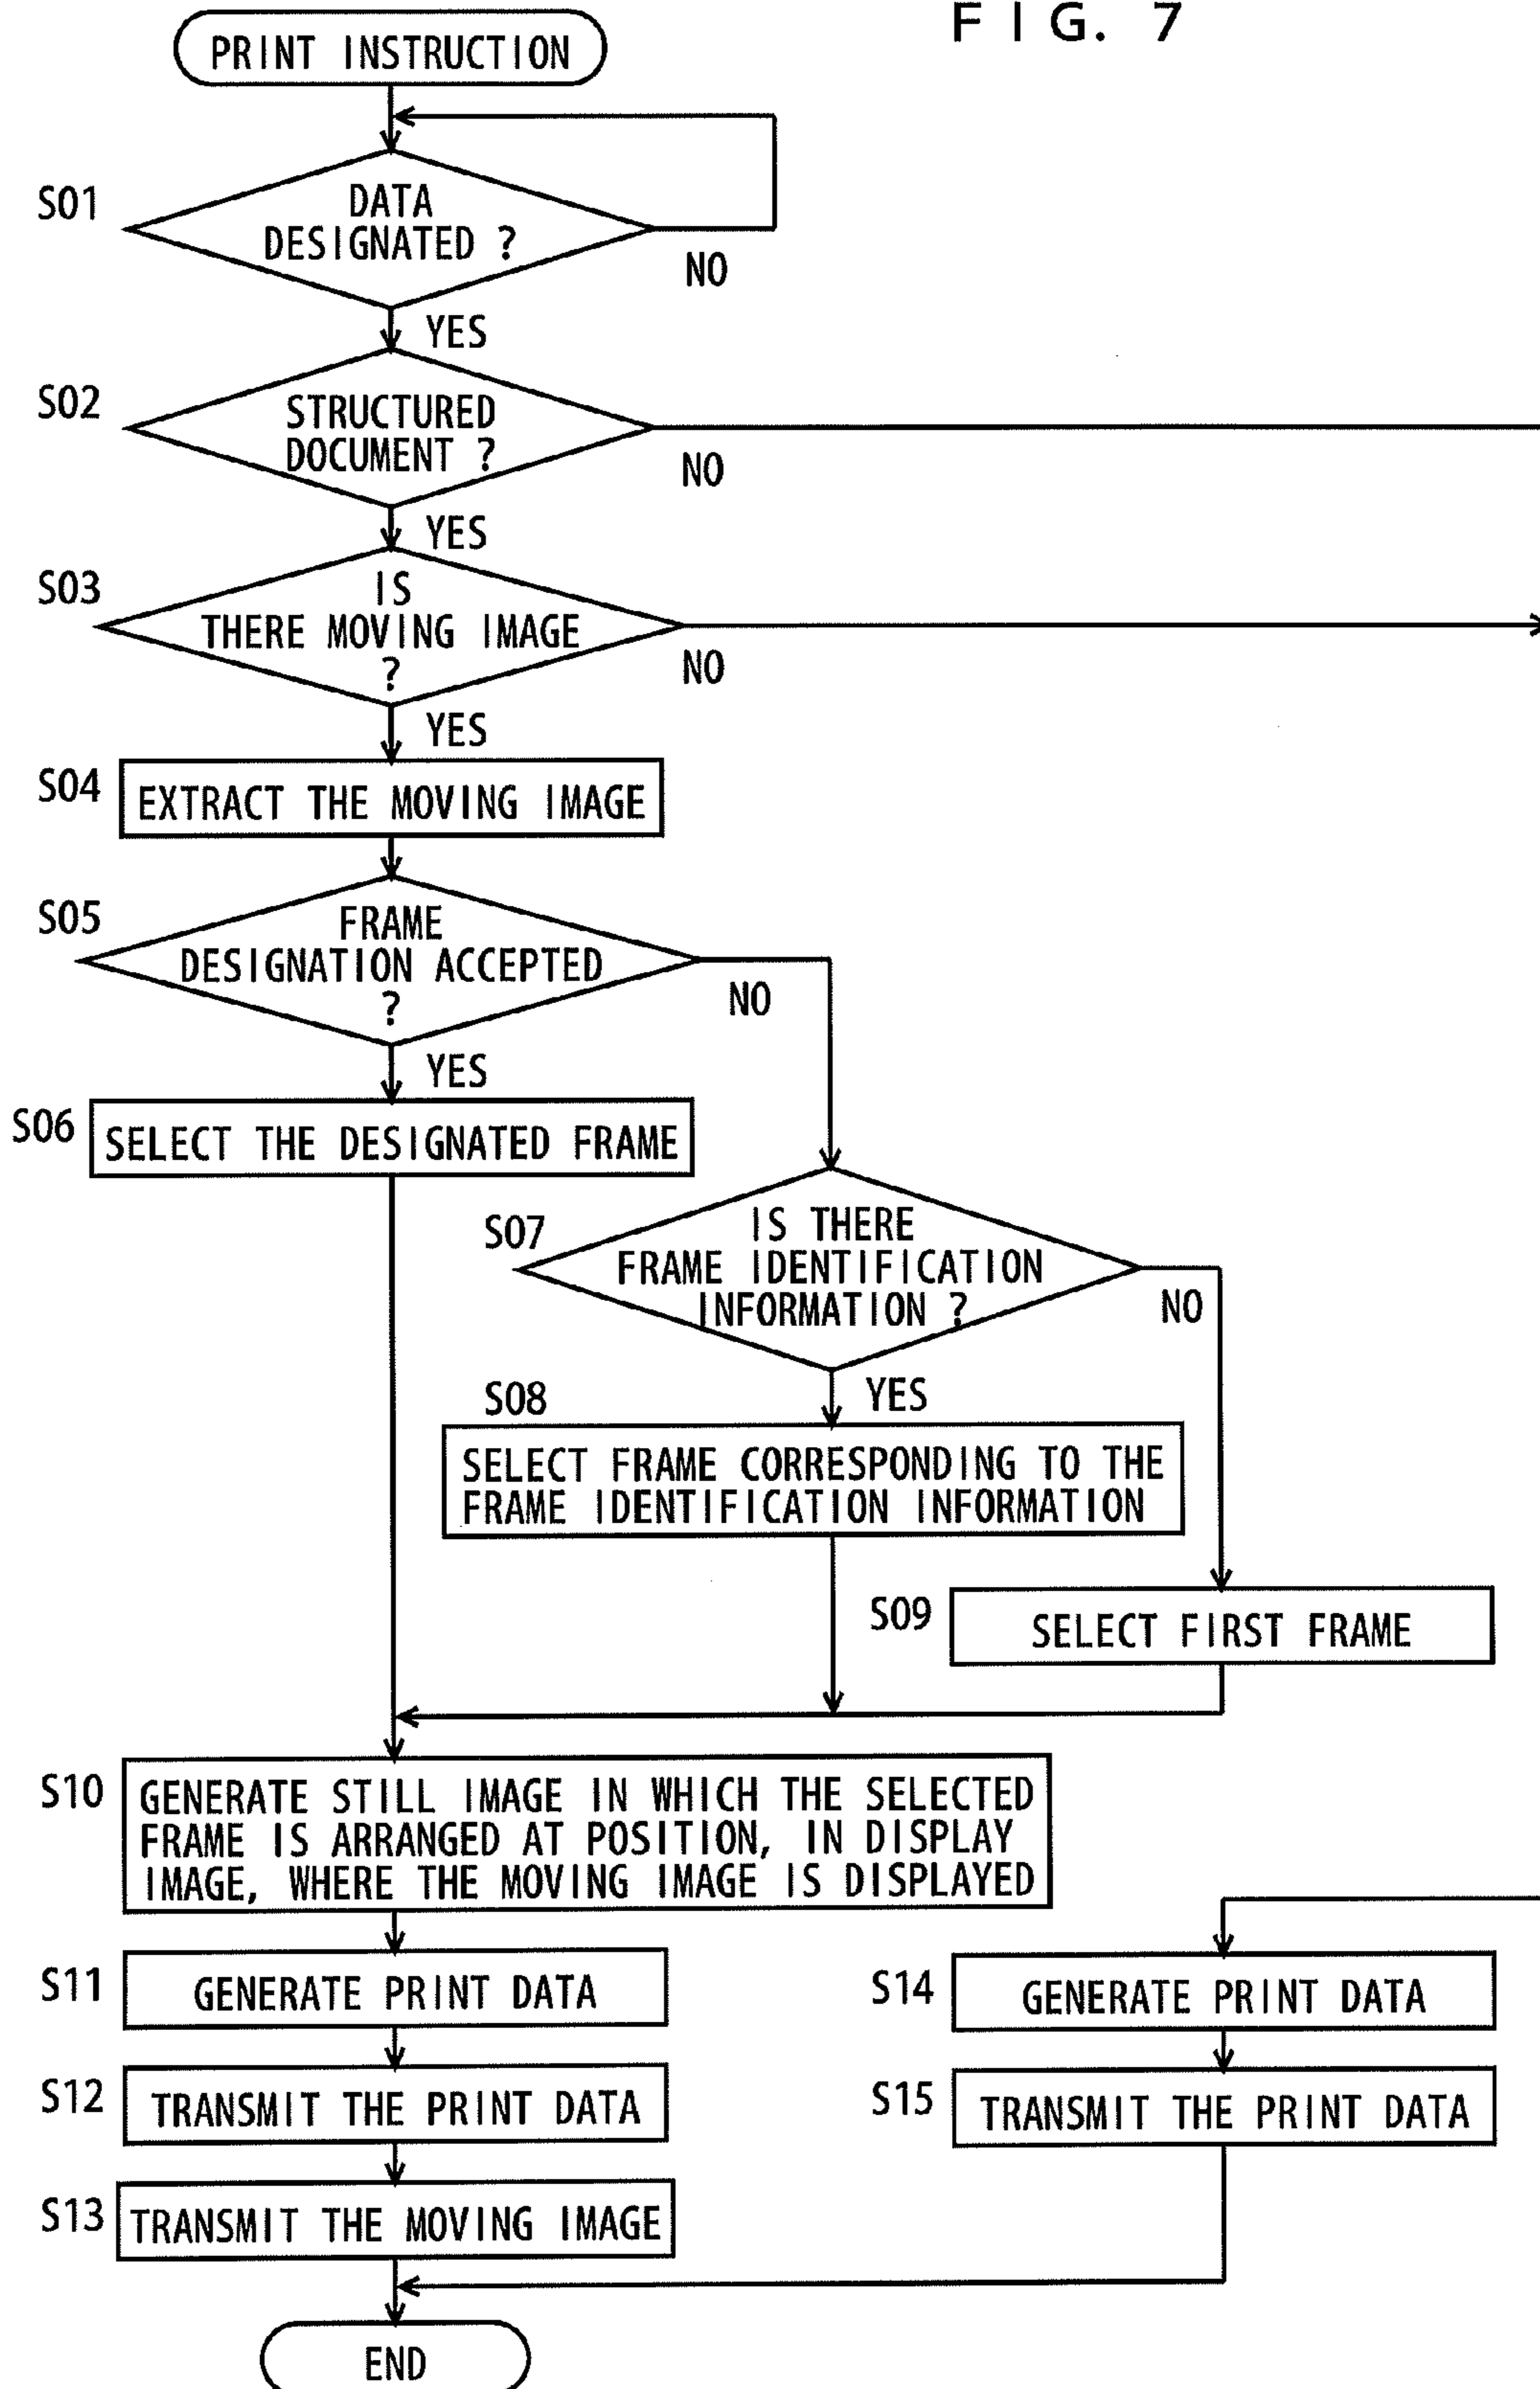 FIG. 7
PRINT INSTRUCTION
S01
DATA
DESIGNATED ?
NO
YES
S02
STRUCTURED
DOCUMENT ?
NO
YES
S03
IS
THERE MOVING IMAGE
?
NO
YES
S04
EXTRACT THE MOVING IMAGE
S05
FRAME
DESIGNATION ACCEPTED
?
NO
YES
S06
SELECT THE DESIGNATED FRAME
S07
IS THERE
FRAME IDENTIFICATION
INFORMATION ?
NO
YES
S08
SELECT FRAME CORRESPONDING TO THE
FRAME IDENTIFICATION INFORMATION
S09
SELECT FIRST FRAME
S10
GENERATE STILL IMAGE IN WHICH THE SELECTED
FRAME IS ARRANGED AT POSITION, IN DISPLAY
IMAGE, WHERE THE MOVING IMAGE IS DISPLAYED
S11
GENERATE PRINT DATA
S12
TRANSMIT THE PRINT DATA
S13
TRANSMIT THE MOVING IMAGE
S14
GENERATE PRINT DATA
S15
TRANSMIT THE PRINT DATA
END